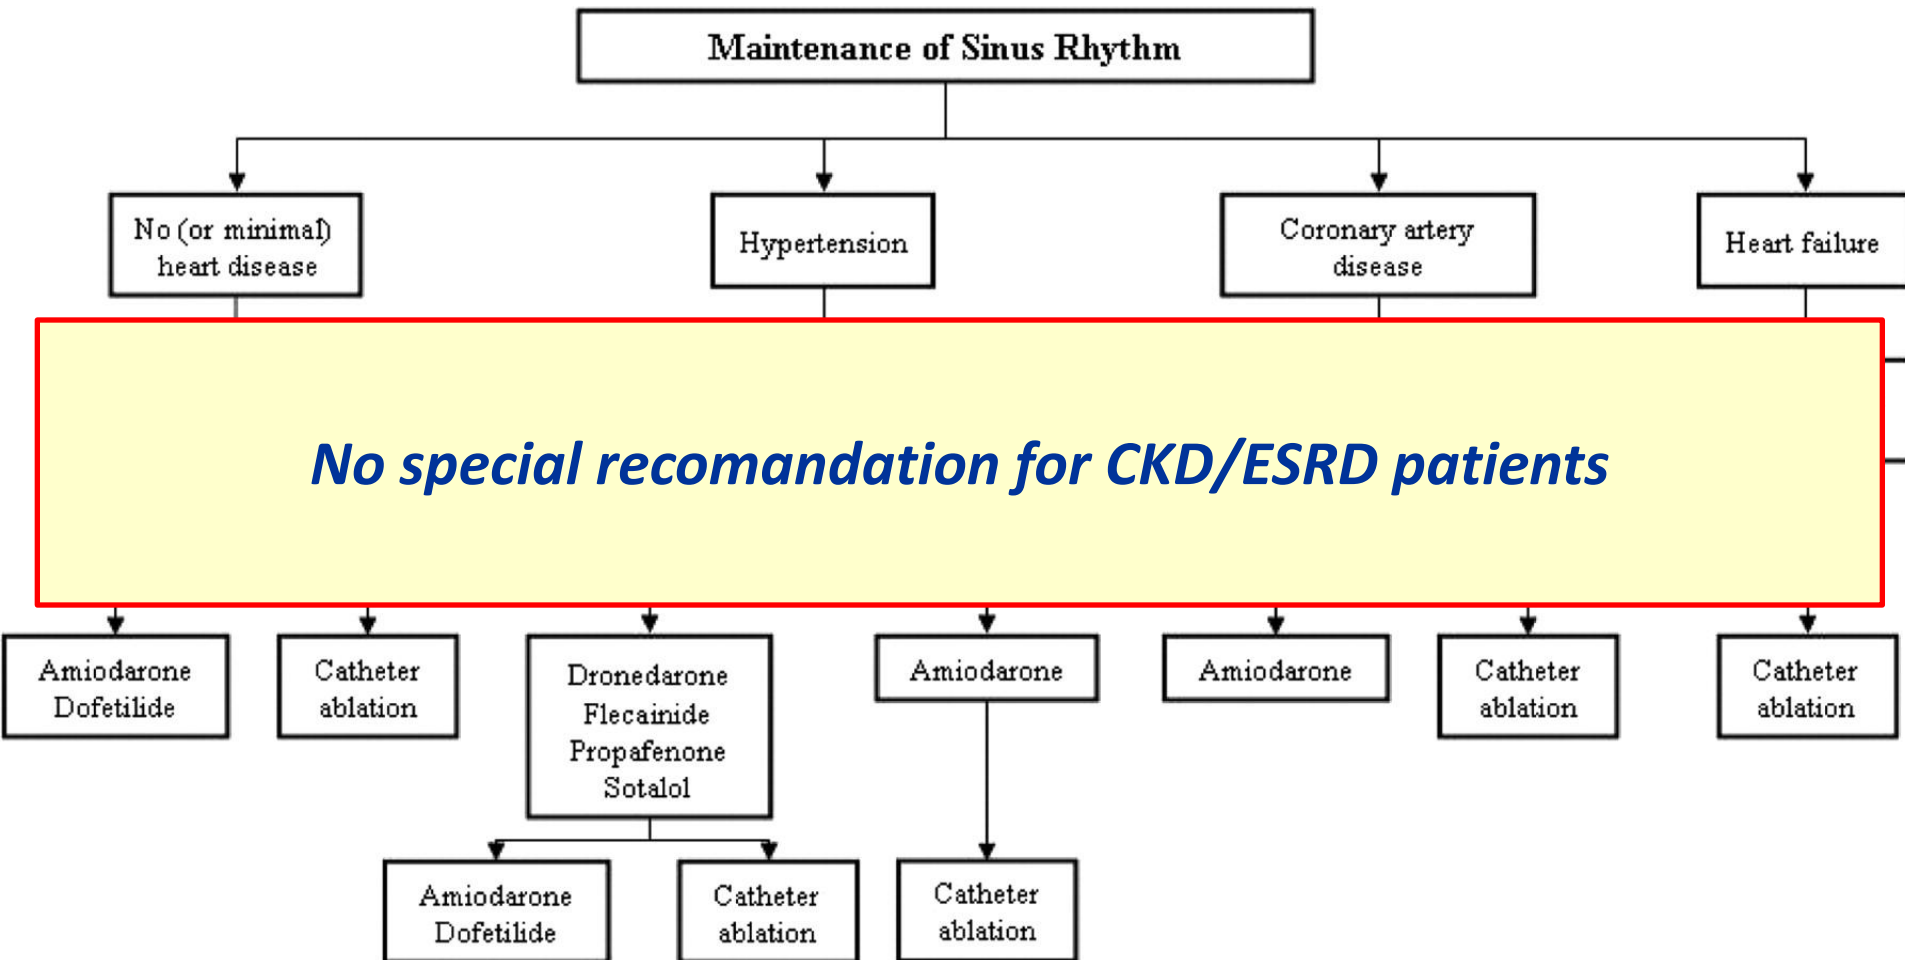 Maintenance of Sinus Rhythm
No (or minimal)
heart disease
Hypertension
Coronary artery
disease
Heart failure
No special recomandation for CKD/ESRD patients
Amiodarone
Dofetilide
Catheter
ablation
Dronedarone
Flecainide
Propafenone
Sotalol
Amiodarone
Amiodarone
Catheter
ablation
Catheter
ablation
Amiodarone
Dofetilide
Catheter
ablation
Catheter
ablation